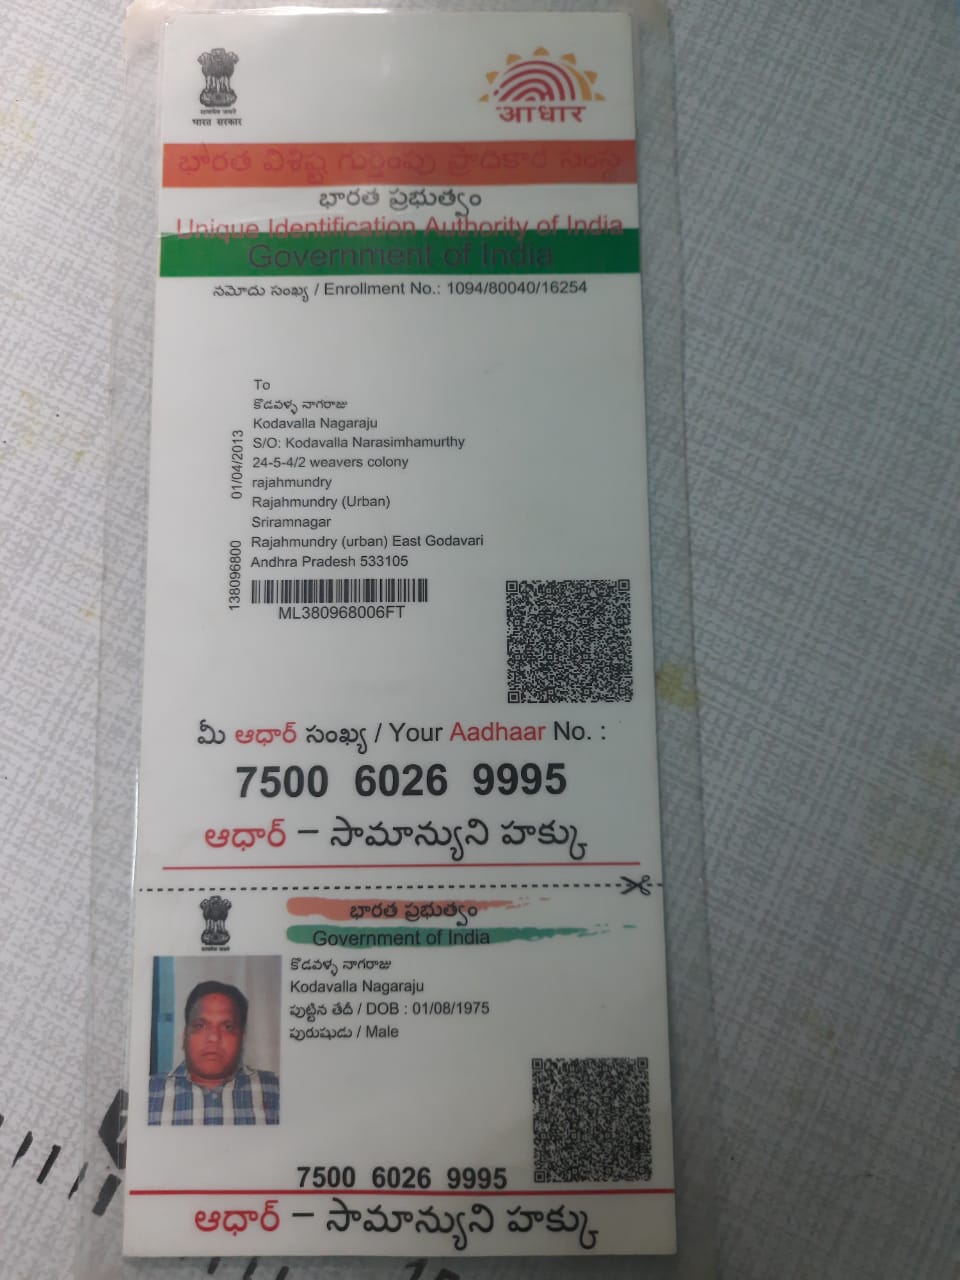 भारत सरकार
आधार
భారత విశిష్ట గుర్తింపు ప్రాధికార సంస్థ
భారత ప్రభుత్వం
Unique Identification Authority of India
Government of India
నమోదు సంఖ్య / Enrollment No.: 1094/80040/16254
To
కొడవళ్ళ నాగరాజు
Kodavalla Nagaraju
S/O: Kodavalla Narasimhamurthy
24-5-4/2 weavers colony
rajahmundry
Rajahmundry (Urban)
Sriramnagar
Rajahmundry (urban) East Godavari
Andhra Pradesh 533105
01/04/2013
138096800
ML380968006FT
మీ ఆధార్ సంఖ్య / Your Aadhaar No. :
7500 6026 9995
ఆధార్ – సామాన్యుని హక్కు
భారత ప్రభుత్వం
Government of India
కొడవళ్ళ నాగరాజు
Kodavalla Nagaraju
పుట్టిన తేదీ / DOB : 01/08/1975
పురుషుడు / Male
7500 6026 9995
ఆధార్ – సామాన్యుని హక్కు